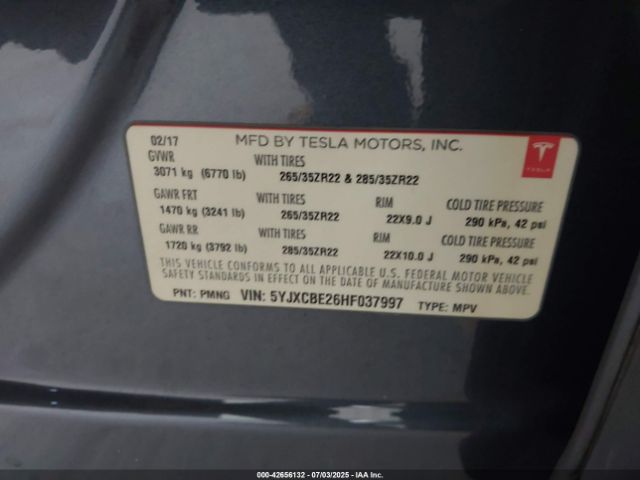 02/17 MFD BY TESLA MOTORS, INC.
GVWR WITH TIRES
3071 kg (6770 lb) 265/35ZR22 & 285/35ZR22
TESLA
GAWR FRT WITH TIRES RIM COLD TIRE PRESSURE
1470 kg (3241 lb) 265/35ZR22 22X9.0 J 290 kPa, 42 psi
GAWR RR WITH TIRES RIM COLD TIRE PRESSURE
1720 kg (3792 lb) 285/35ZR22 22X10.0 J 290 kPa, 42 psi
THIS VEHICLE CONFORMS TO ALL APPLICABLE U.S. FEDERAL MOTOR VEHICLE
SAFETY STANDARDS IN EFFECT ON THE DATE OF MANUFACTURE SHOWN ABOVE.
PNT: PMNG VIN: 5YJXCBE26HF037997 TYPE: MPV
000-42656132 - 07/03/2025 - IAA Inc.